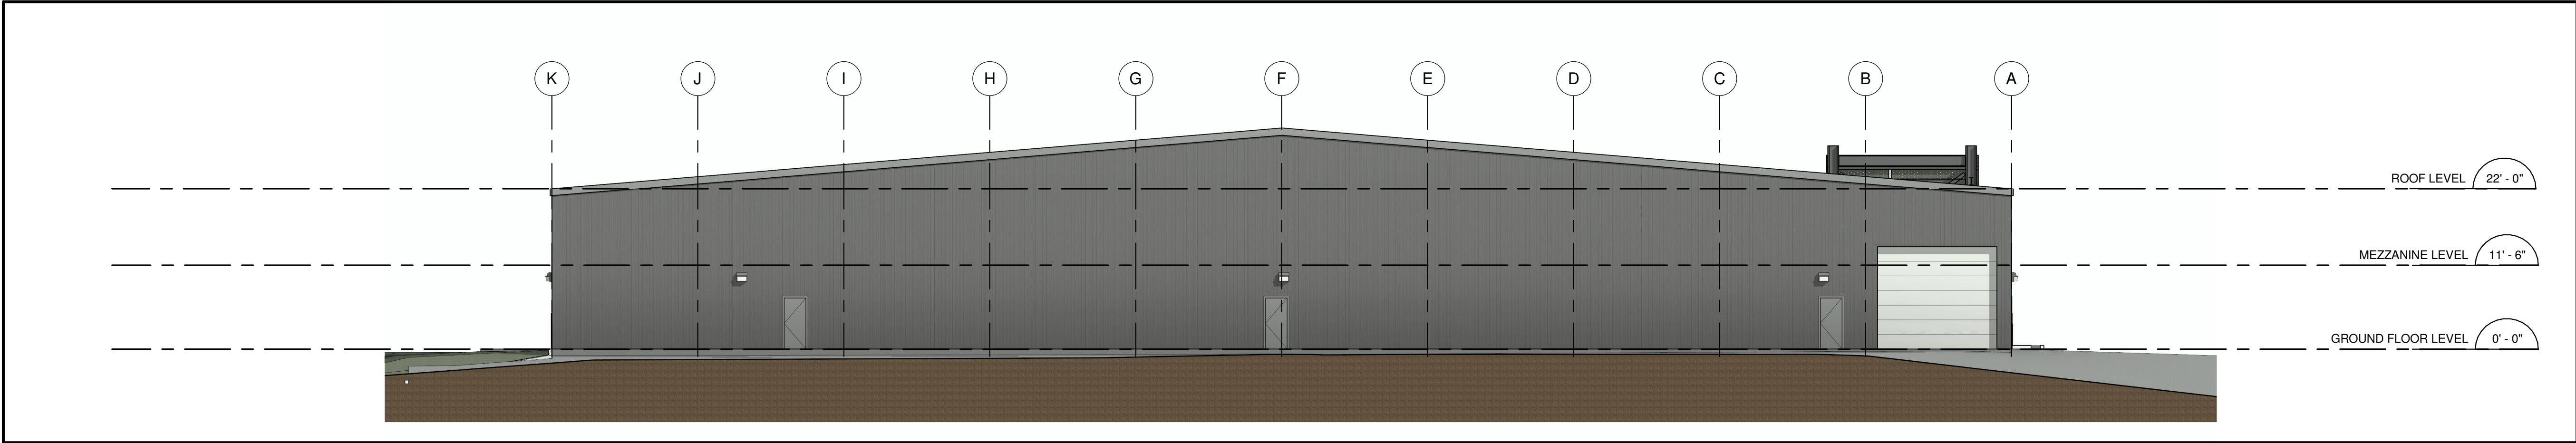 K J I H G F E D C B A
ROOF LEVEL 22' - 0"
MEZZANINE LEVEL 11' - 6"
GROUND FLOOR LEVEL 0' - 0"